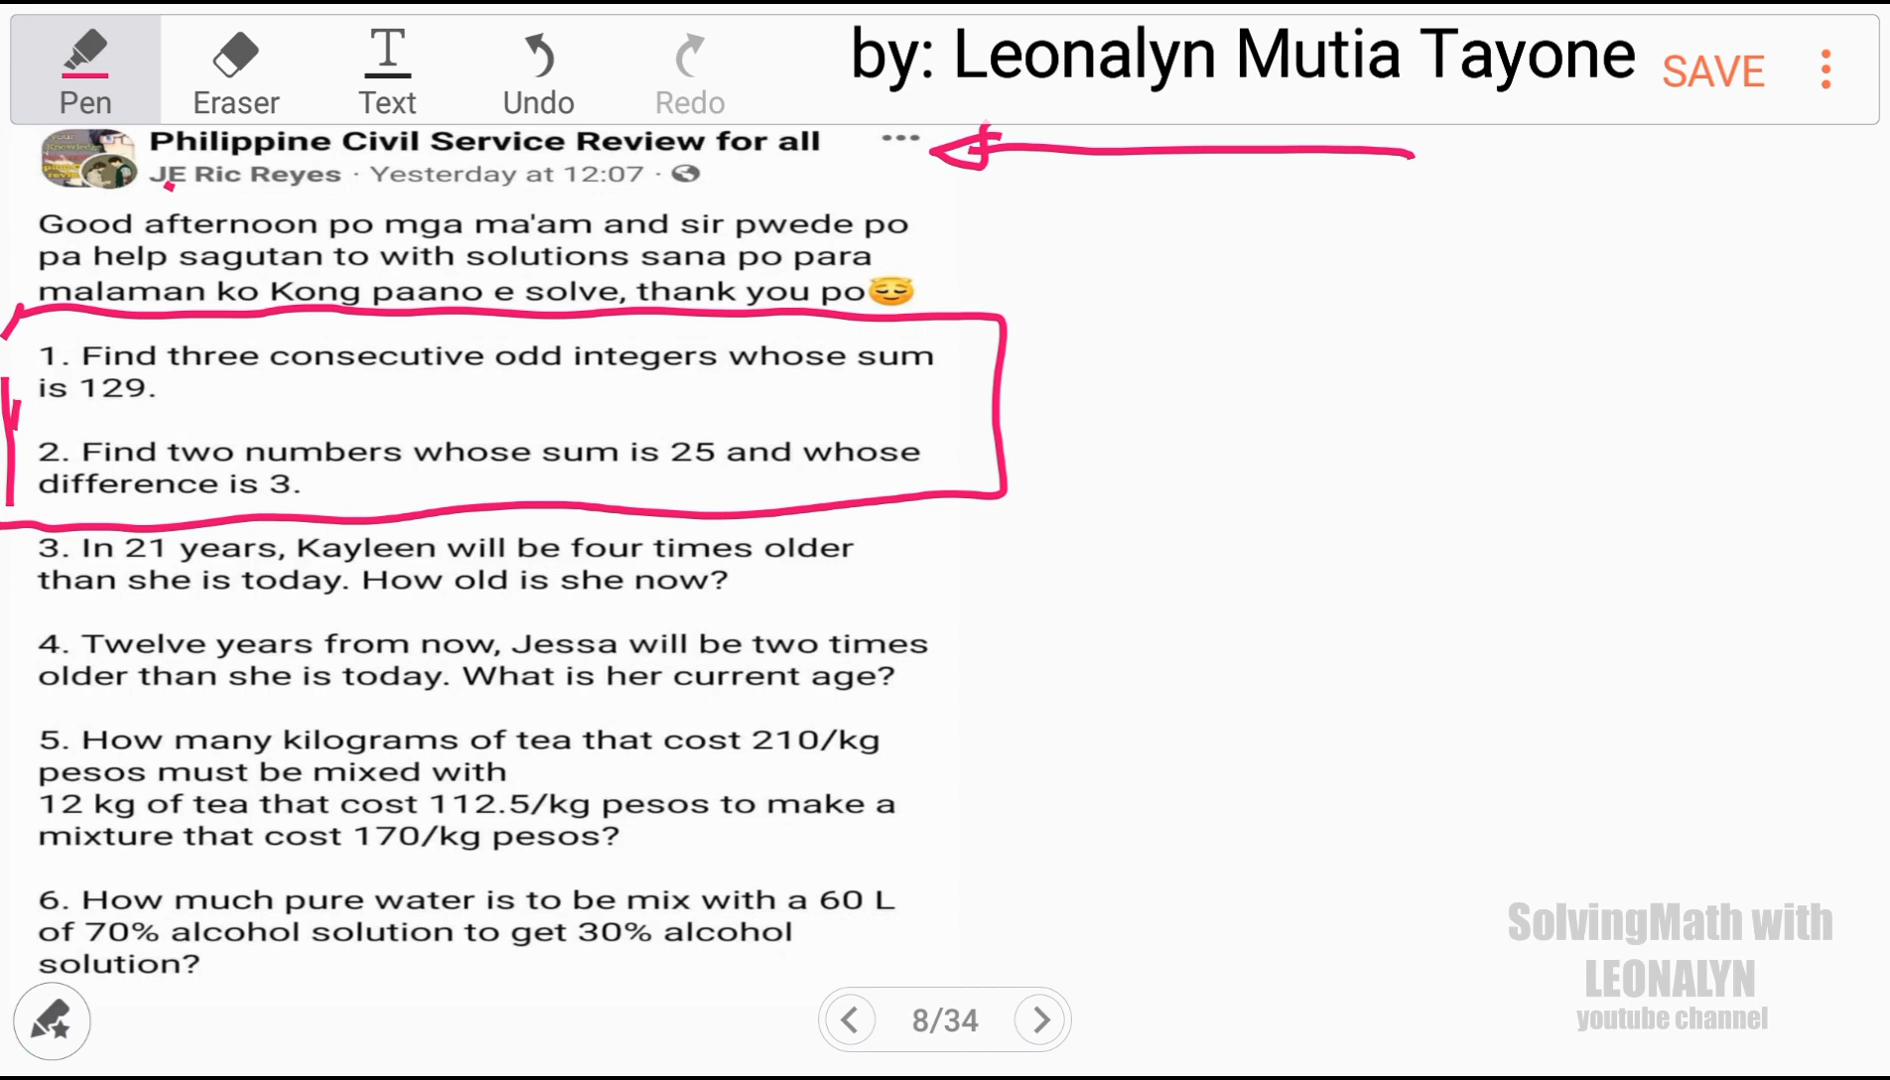 by: Leonalyn Mutia Tayone
SAVE
Pen
Eraser
Text
Undo
Redo
Philippine Civil Service Review for all
JE Ric Reyes · Yesterday at 12:07 ·
Good afternoon po mga ma'am and sir pwede po
pa help sagutan to with solutions sana po para
malaman ko Kong paano e solve, thank you po😇
1. Find three consecutive odd integers whose sum
is 129.
2. Find two numbers whose sum is 25 and whose
difference is 3.
3. In 21 years, Kayleen will be four times older
than she is today. How old is she now?
4. Twelve years from now, Jessa will be two times
older than she is today. What is her current age?
5. How many kilograms of tea that cost 210/kg
pesos must be mixed with
12 kg of tea that cost 112.5/kg pesos to make a
mixture that cost 170/kg pesos?
6. How much pure water is to be mix with a 60 L
of 70% alcohol solution to get 30% alcohol
solution?
8/34
SolvingMath with
LEONALYN
youtube channel